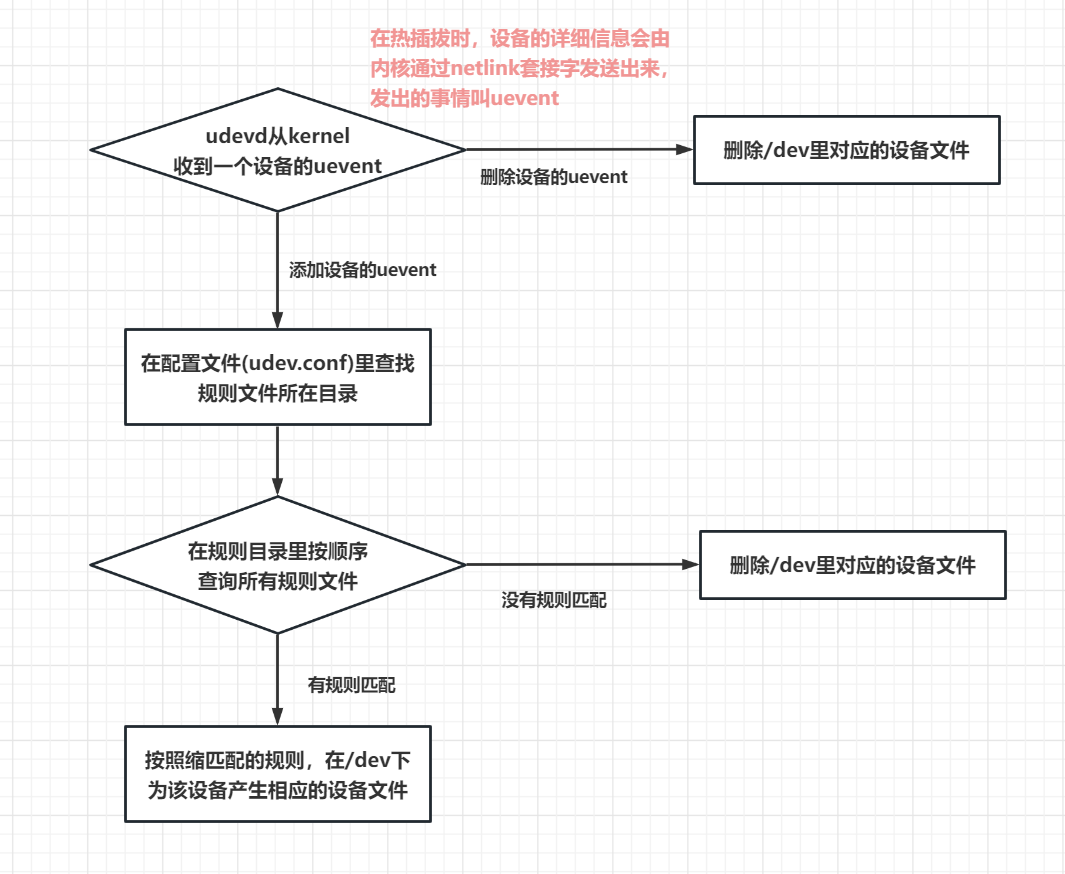 在热插拔时，设备的详细信息会由
内核通过netlink套接字发送出来，
发出的事情叫uevent
udevd从kernel
收到一个设备的uevent
删除设备的uevent
删除/dev里对应的设备文件
添加设备的uevent
在配置文件(udev.conf)里查找
规则文件所在目录
在规则目录里按顺序
查询所有规则文件
没有规则匹配
删除/dev里对应的设备文件
有规则匹配
按照缩匹配的规则，在/dev下
为该设备产生相应的设备文件